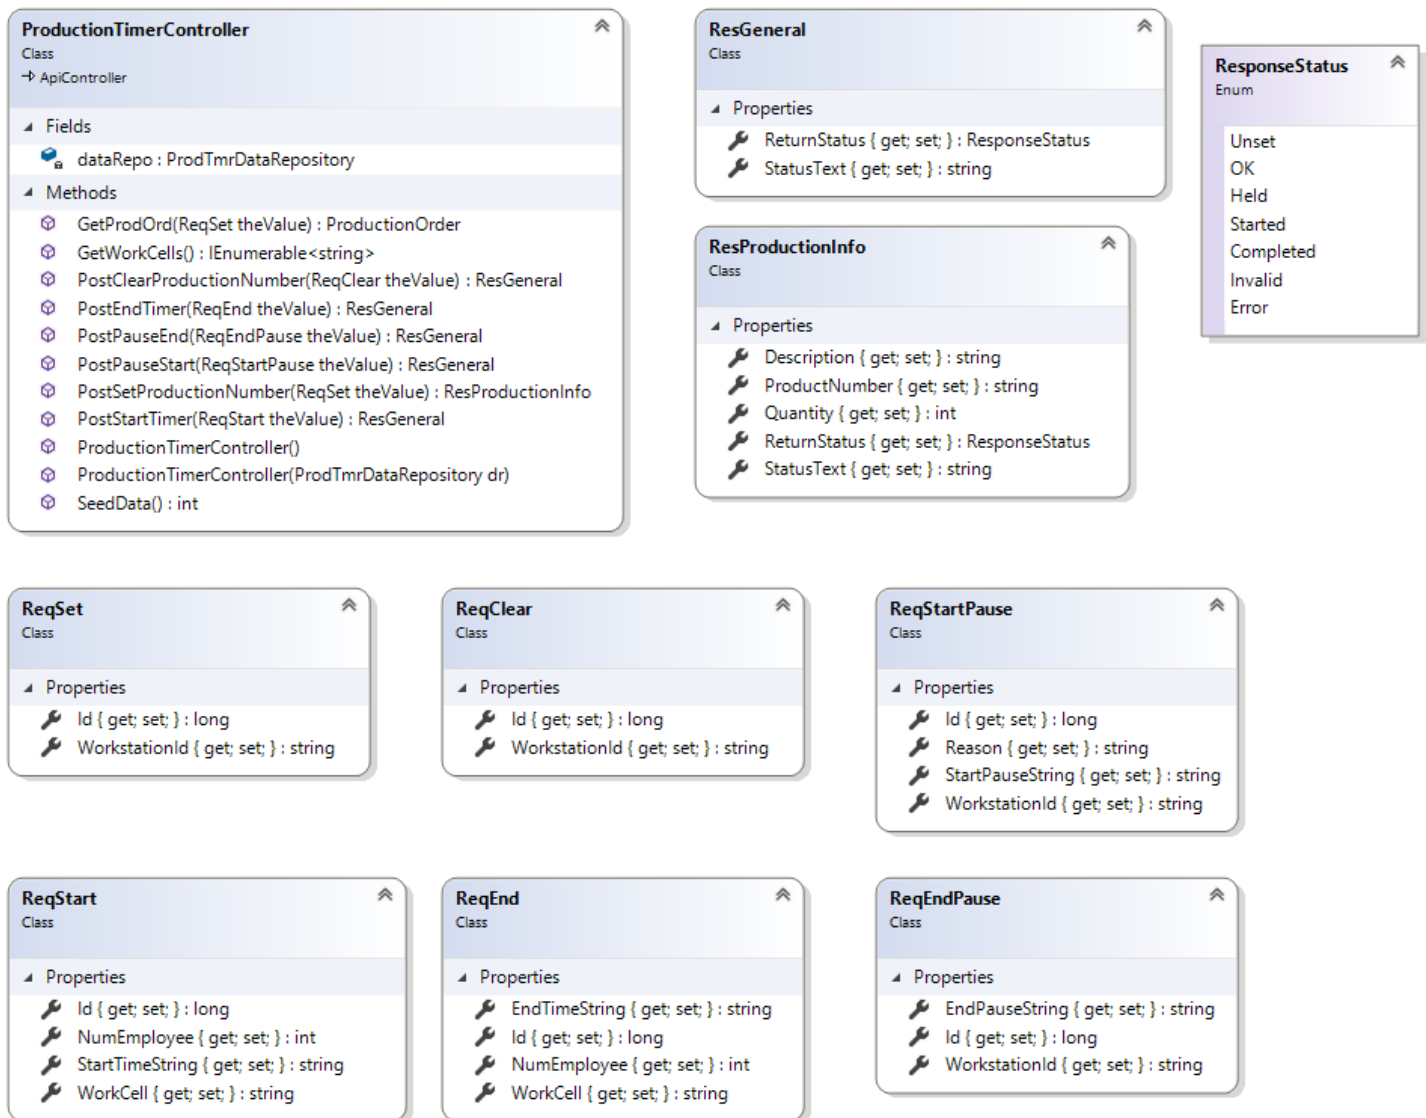 ProductionTimerController
Class
ApiController
Fields
dataRepo : ProdTmrDataRepository
Methods
GetProdOrd(ReqSet theValue) : ProductionOrder
GetWorkCells() : IEnumerable<string>
PostClearProductionNumber(ReqClear theValue) : ResGeneral
PostEndTimer(ReqEnd theValue) : ResGeneral
PostPauseEnd(ReqEndPause theValue) : ResGeneral
PostPauseStart(ReqStartPause theValue) : ResGeneral
PostSetProductionNumber(ReqSet theValue) : ResProductionInfo
PostStartTimer(ReqStart theValue) : ResGeneral
ProductionTimerController()
ProductionTimerController(ProdTmrDataRepository dr)
SeedData() : int
ResGeneral
Class
Properties
ReturnStatus { get; set; } : ResponseStatus
StatusText { get; set; } : string
ResponseStatus
Enum
Unset
OK
Held
Started
Completed
Invalid
Error
ResProductionInfo
Class
Properties
Description { get; set; } : string
ProductNumber { get; set; } : string
Quantity { get; set; } : int
ReturnStatus { get; set; } : ResponseStatus
StatusText { get; set; } : string
ReqSet
Class
Properties
Id { get; set; } : long
WorkstationId { get; set; } : string
ReqClear
Class
Properties
Id { get; set; } : long
WorkstationId { get; set; } : string
ReqStartPause
Class
Properties
Id { get; set; } : long
Reason { get; set; } : string
StartPauseString { get; set; } : string
WorkstationId { get; set; } : string
ReqStart
Class
Properties
Id { get; set; } : long
NumEmployee { get; set; } : int
StartTimeString { get; set; } : string
WorkCell { get; set; } : string
ReqEnd
Class
Properties
EndTimeString { get; set; } : string
Id { get; set; } : long
NumEmployee { get; set; } : int
WorkCell { get; set; } : string
ReqEndPause
Class
Properties
EndPauseString { get; set; } : string
Id { get; set; } : long
WorkstationId { get; set; } : string